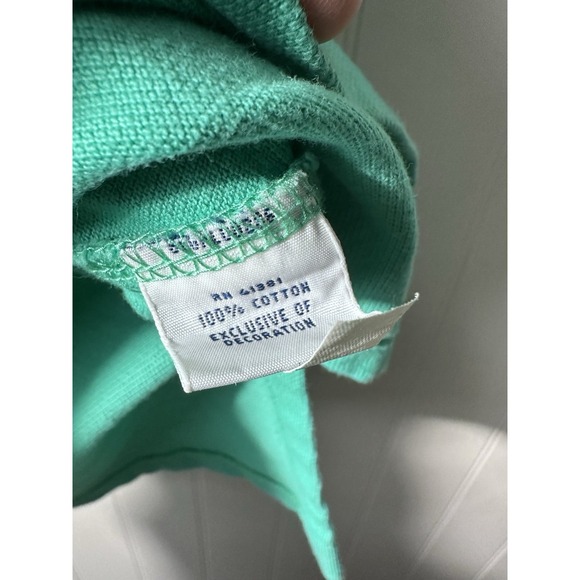 RN 41381
100% COTTON
EXCLUSIVE OF
DECORATION